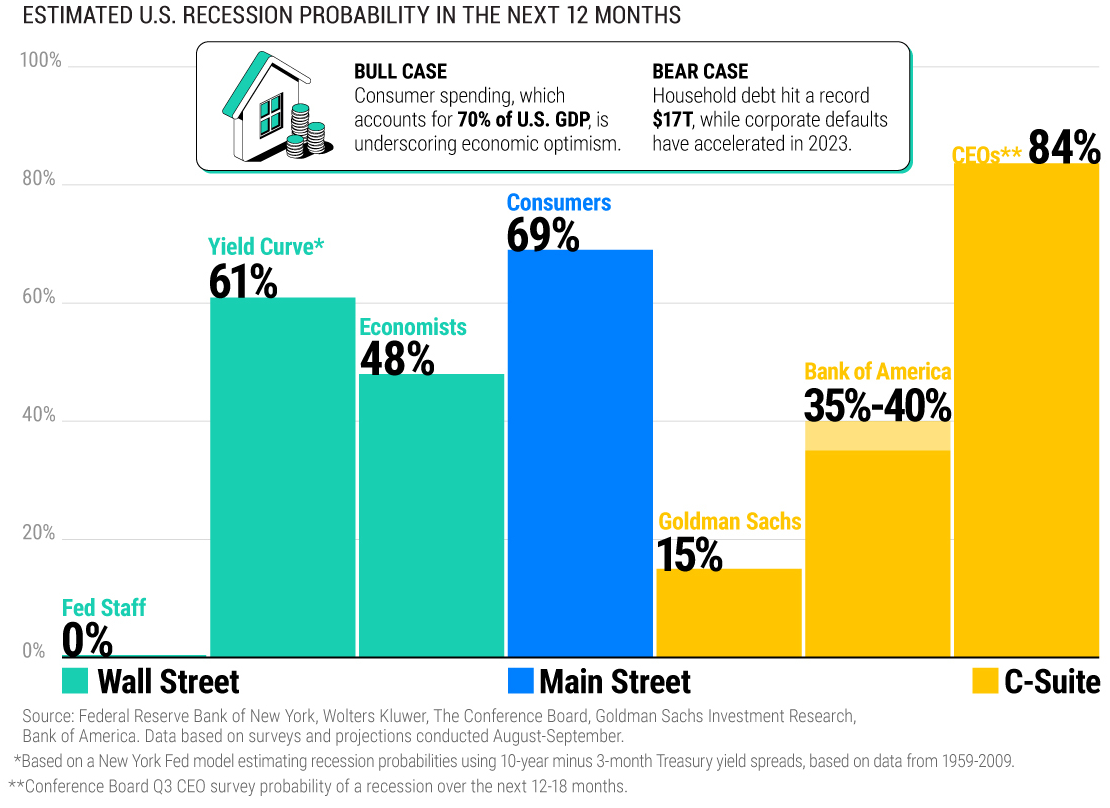 ESTIMATED U.S. RECESSION PROBABILITY IN THE NEXT 12 MONTHS
100%
80%
60%
40%
20%
0%
BULL CASE
Consumer spending, which
accounts for 70% of U.S. GDP, is
underscoring economic optimism.
BEAR CASE
Household debt hit a record
$17T, while corporate defaults
have accelerated in 2023.
Fed Staff
0%
Yield Curve*
61%
Economists
48%
Consumers
69%
Goldman Sachs
15%
Bank of America
35%-40%
CEOs** 84%
Wall Street
Main Street
C-Suite
Source: Federal Reserve Bank of New York, Wolters Kluwer, The Conference Board, Goldman Sachs Investment Research,
Bank of America. Data based on surveys and projections conducted August-September.
*Based on a New York Fed model estimating recession probabilities using 10-year minus 3-month Treasury yield spreads, based on data from 1959-2009.
**Conference Board Q3 CEO survey probability of a recession over the next 12-18 months.